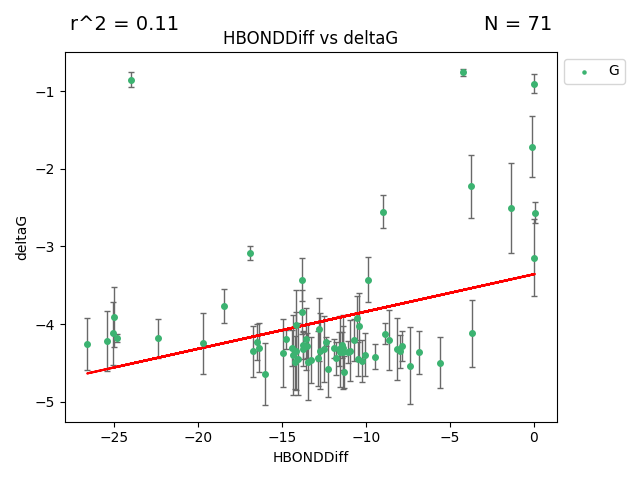 r^2 = 0.11
N = 71
HBONDDiff vs deltaG
G
deltaG
−1
−2
−3
−4
−5
−25
−20
−15
−10
−5
0
HBONDDiff